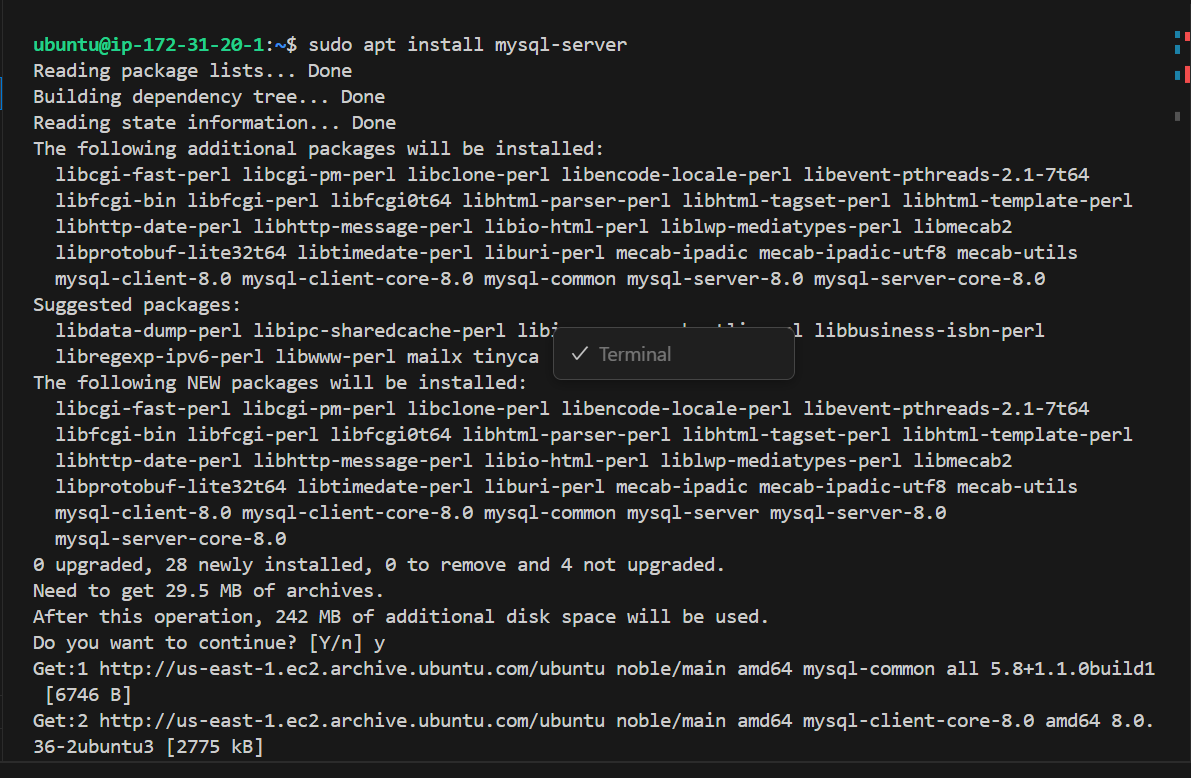 ubuntu@ip-172-31-20-1:~$ sudo apt install mysql-server
Reading package lists... Done
Building dependency tree... Done
Reading state information... Done
The following additional packages will be installed:
  libcgi-fast-perl libcgi-pm-perl libclone-perl libencode-locale-perl libevent-pthreads-2.1-7t64
  libfcgi-bin libfcgi-perl libfcgi0t64 libhtml-parser-perl libhtml-tagset-perl libhtml-template-perl
  libhttp-date-perl libhttp-message-perl libio-html-perl liblwp-mediatypes-perl libmecab2
  libprotobuf-lite32t64 libtimedate-perl liburi-perl mecab-ipadic mecab-ipadic-utf8 mecab-utils
  mysql-client-8.0 mysql-client-core-8.0 mysql-common mysql-server-8.0 mysql-server-core-8.0
Suggested packages:
  libdata-dump-perl libipc-sharedcache-perl libbusiness-isbn-perl
  libregexp-ipv6-perl libwww-perl mailx tinyca
✓ Terminal
The following NEW packages will be installed:
  libcgi-fast-perl libcgi-pm-perl libclone-perl libencode-locale-perl libevent-pthreads-2.1-7t64
  libfcgi-bin libfcgi-perl libfcgi0t64 libhtml-parser-perl libhtml-tagset-perl libhtml-template-perl
  libhttp-date-perl libhttp-message-perl libio-html-perl liblwp-mediatypes-perl libmecab2
  libprotobuf-lite32t64 libtimedate-perl liburi-perl mecab-ipadic mecab-ipadic-utf8 mecab-utils
  mysql-client-8.0 mysql-client-core-8.0 mysql-common mysql-server mysql-server-8.0
  mysql-server-core-8.0
0 upgraded, 28 newly installed, 0 to remove and 4 not upgraded.
Need to get 29.5 MB of archives.
After this operation, 242 MB of additional disk space will be used.
Do you want to continue? [Y/n] y
Get:1 http://us-east-1.ec2.archive.ubuntu.com/ubuntu noble/main amd64 mysql-common all 5.8+1.1.0build1
 [6746 B]
Get:2 http://us-east-1.ec2.archive.ubuntu.com/ubuntu noble/main amd64 mysql-client-core-8.0 amd64 8.0.
36-2ubuntu3 [2775 kB]